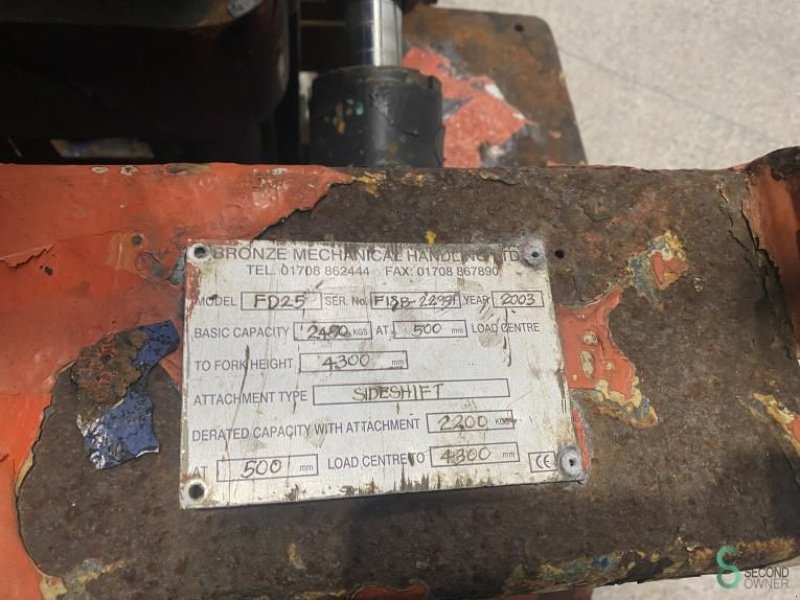 BRONZE MECHANICAL HANDLING LTD
TEL. 01708 862444 FAX: 01708 867890
MODEL FD25 SER. No. YEAR 2003
BASIC CAPACITY 2400 KGS AT 500 mm LOAD CENTRE
TO FORK HEIGHT 4300 mm
ATTACHMENT TYPE SIDESHIFT
DERATED CAPACITY WITH ATTACHMENT 2200 KGS
AT 500 mm LOAD CENTRE TO 4300 mm CE
SECOND
OWNER